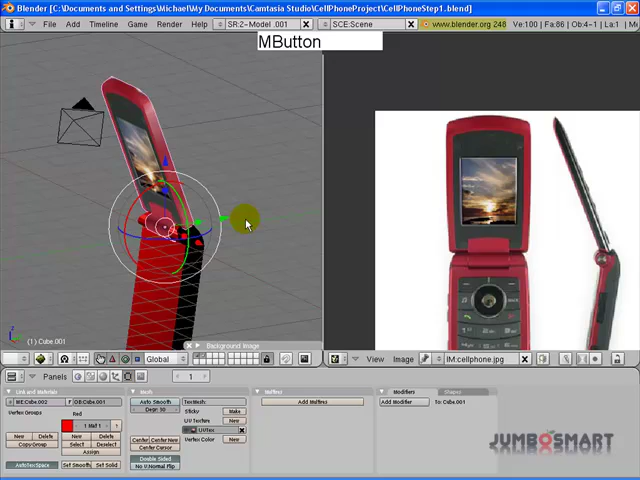 Blender [C:\Documents and Settings\Michael\My Documents\Camtasia Studio\CellPhoneProject\CellPhoneStep1.blend]
File Add Timeline Game Render Help SR:2-Model .001 SCE:Scene www.blender.org 248 Ve:100 | Fa:86 | Ob:4-1 | La:1
MButton
(1) Cube.001
Background Image
Global
View Image IM:cellphone.jpg
Panels 1
Link and Materials
ME:Cube.002 F OB:Cube.001
Vertex Groups
Red
1 Mat 1 ?
New Delete
Copy Group
New Delete
Select Deselect
Assign
AutoTexSpace Set Smooth Set Solid
Mesh
Auto Smooth
Degr: 30
TexMesh:
Sticky Make
UV Texture New
UVTex
Vertex Color New
Center Center New
Center Cursor
Double Sided
No V.Normal Flip
Multires
Add Multires
Modifiers Shapes
Add Modifier To: Cube.001
JUMBOSMART